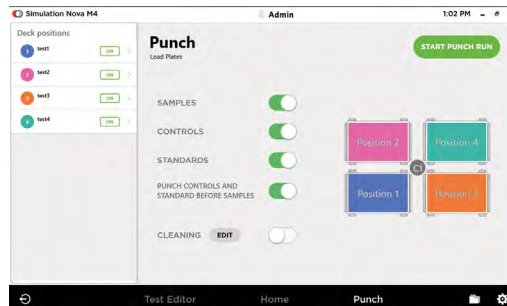 Simulation Nova M4
Admin
1:02 PM
Deck positions
1 test1 ON
2 test2 ON
3 test3 ON
4 test4 ON
Punch
Load Plates
START PUNCH RUN
SAMPLES
CONTROLS
STANDARDS
PUNCH CONTROLS AND
STANDARD BEFORE SAMPLES
CLEANING EDIT
Position 2 Position 4
C1
Position 1 Position 3
Test Editor Home Punch